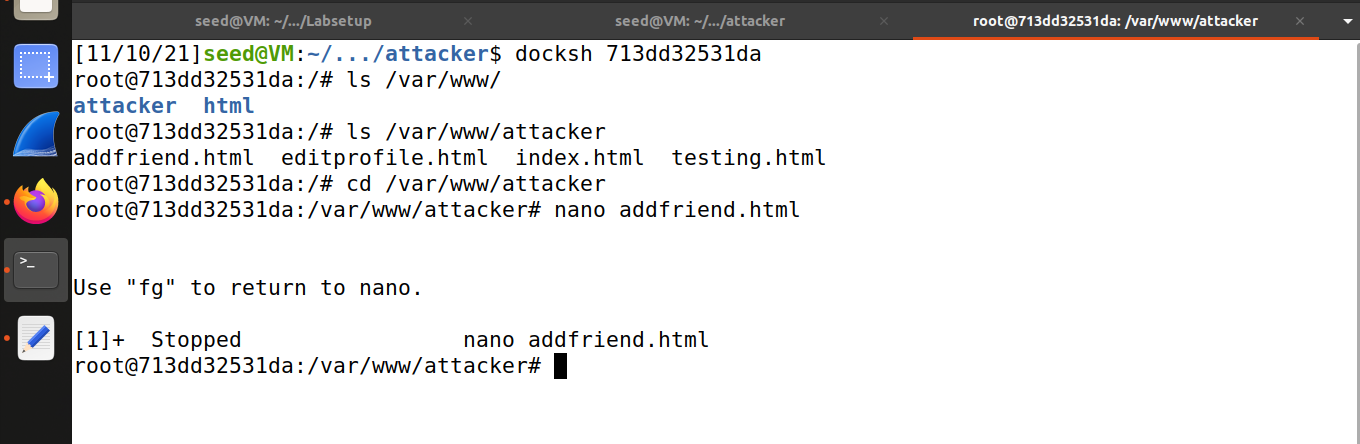 seed@VM: ~/.../Labsetup
seed@VM: ~/.../attacker
root@713dd32531da: /var/www/attacker
[11/10/21]seed@VM:~/.../attacker$ docksh 713dd32531da
root@713dd32531da:/# ls /var/www/
attacker  html
root@713dd32531da:/# ls /var/www/attacker
addfriend.html  editprofile.html  index.html  testing.html
root@713dd32531da:/# cd /var/www/attacker
root@713dd32531da:/var/www/attacker# nano addfriend.html
Use "fg" to return to nano.
[1]+  Stopped                 nano addfriend.html
root@713dd32531da:/var/www/attacker#